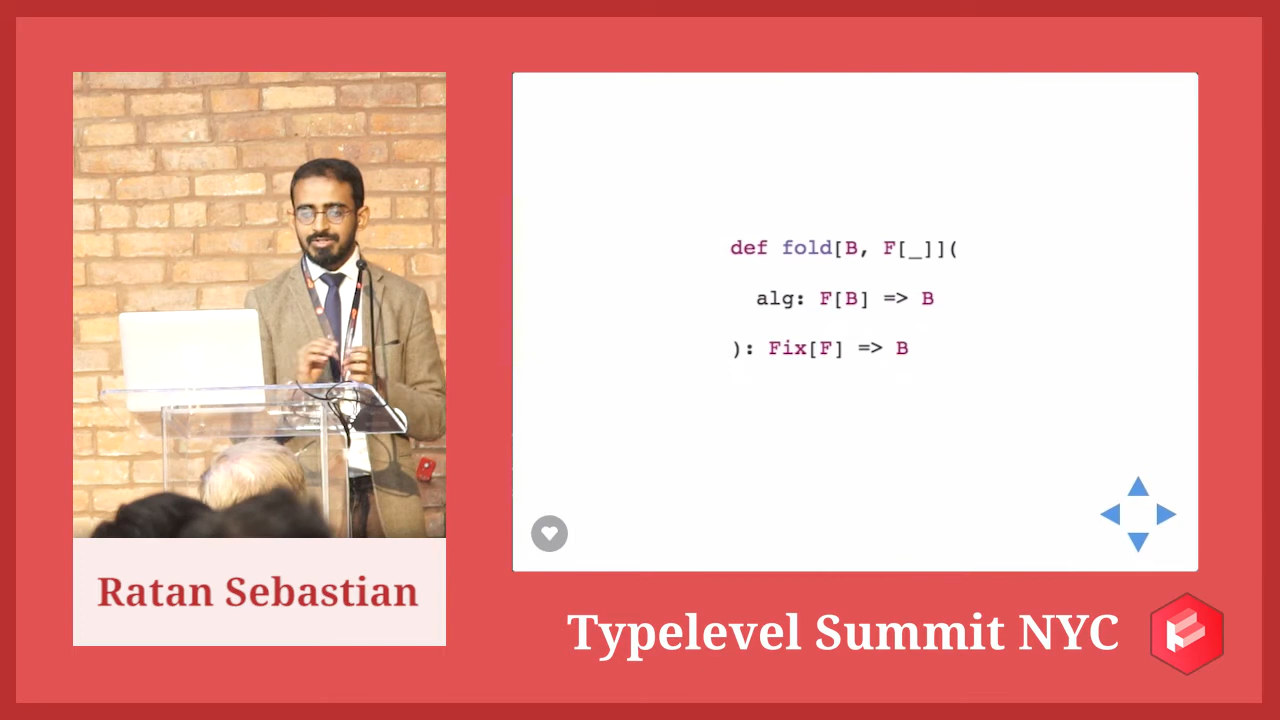 def fold[B, F[_]](
alg: F[B] => B
): Fix[F] => B
Ratan Sebastian
Typelevel Summit NYC